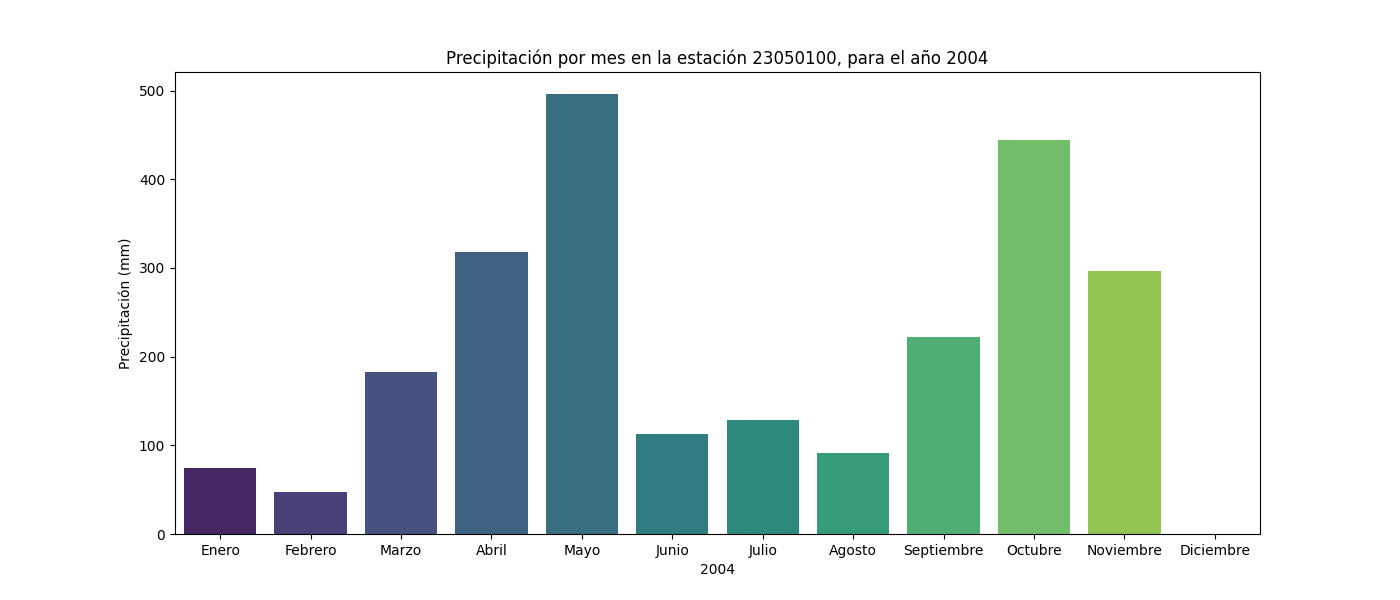 Precipitación por mes en la estación 23050100, para el año 2004
500
400
300
200
100
0
Precipitación (mm)
Enero Febrero Marzo Abril Mayo Junio Julio Agosto Septiembre Octubre Noviembre Diciembre
2004